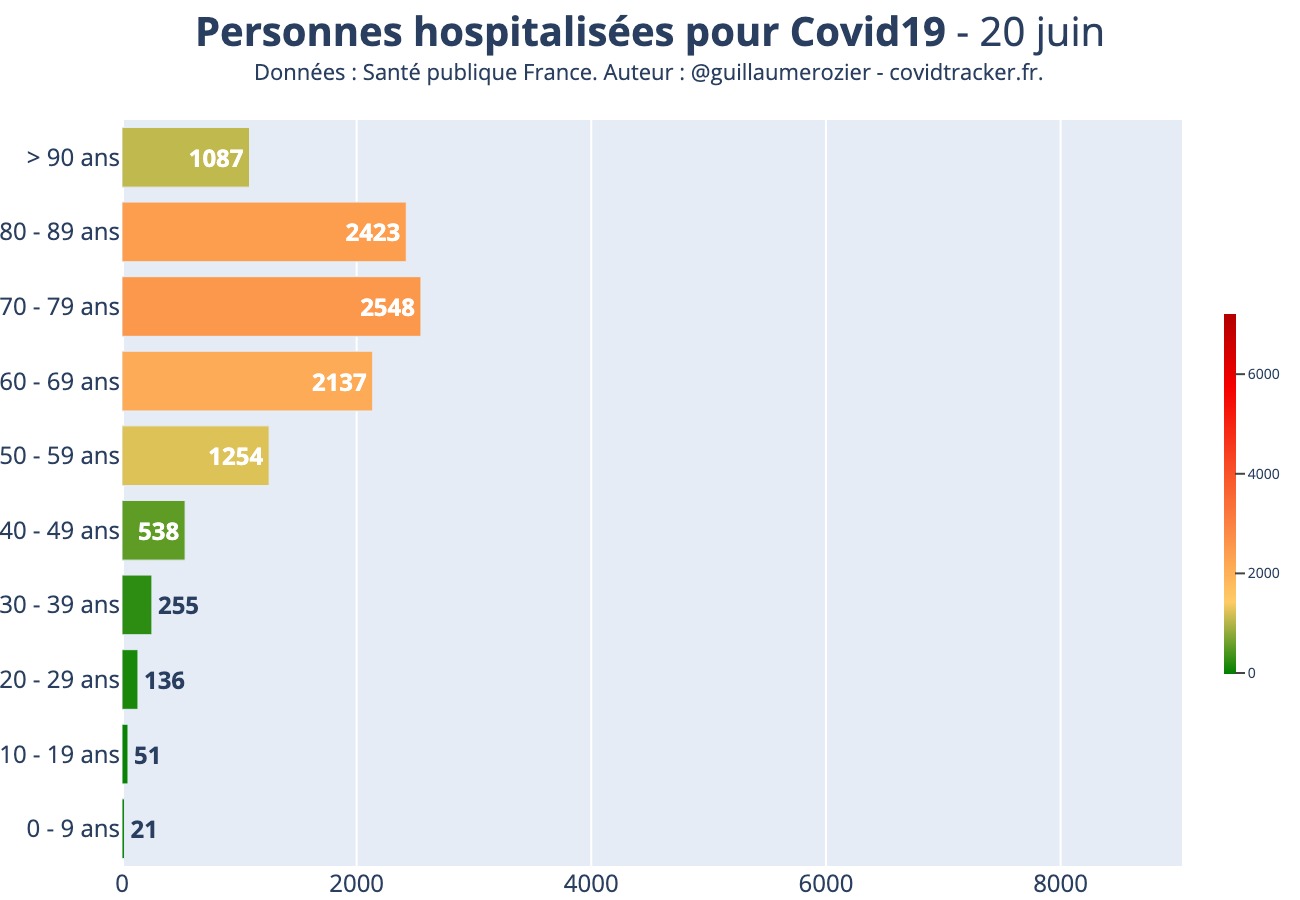 Personnes hospitalisées pour Covid19 - 20 juin
Données : Santé publique France. Auteur : @guillaumerozier - covidtracker.fr.
> 90 ans 1087
80 - 89 ans 2423
70 - 79 ans 2548
60 - 69 ans 2137
50 - 59 ans 1254
40 - 49 ans 538
30 - 39 ans 255
20 - 29 ans 136
10 - 19 ans 51
0 - 9 ans 21
0 2000 4000 6000 8000
6000
4000
2000
0